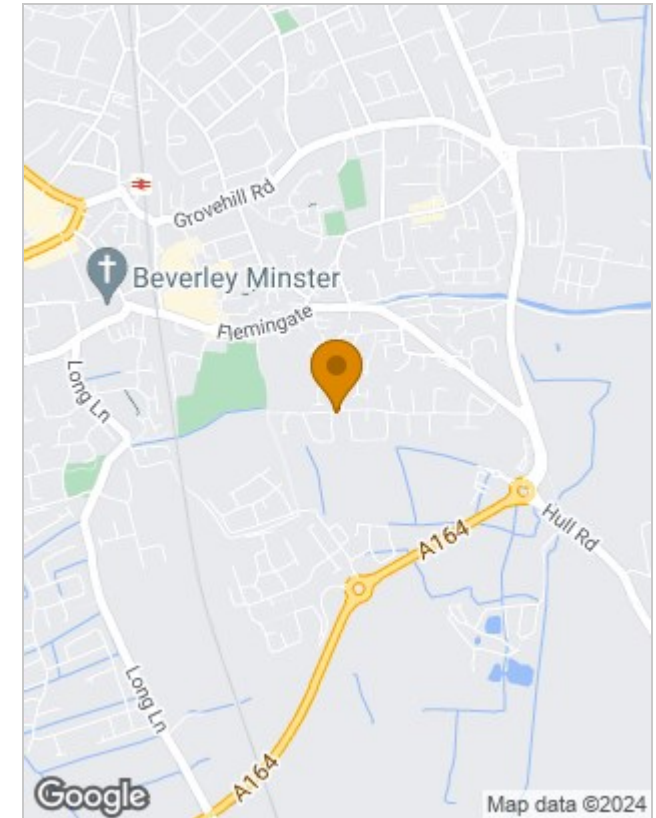 Grovehill Rd
Beverley Minster
Flemingate
Long Ln
A164
Hull Rd
Long Ln
A164
Google
Map data ©2024